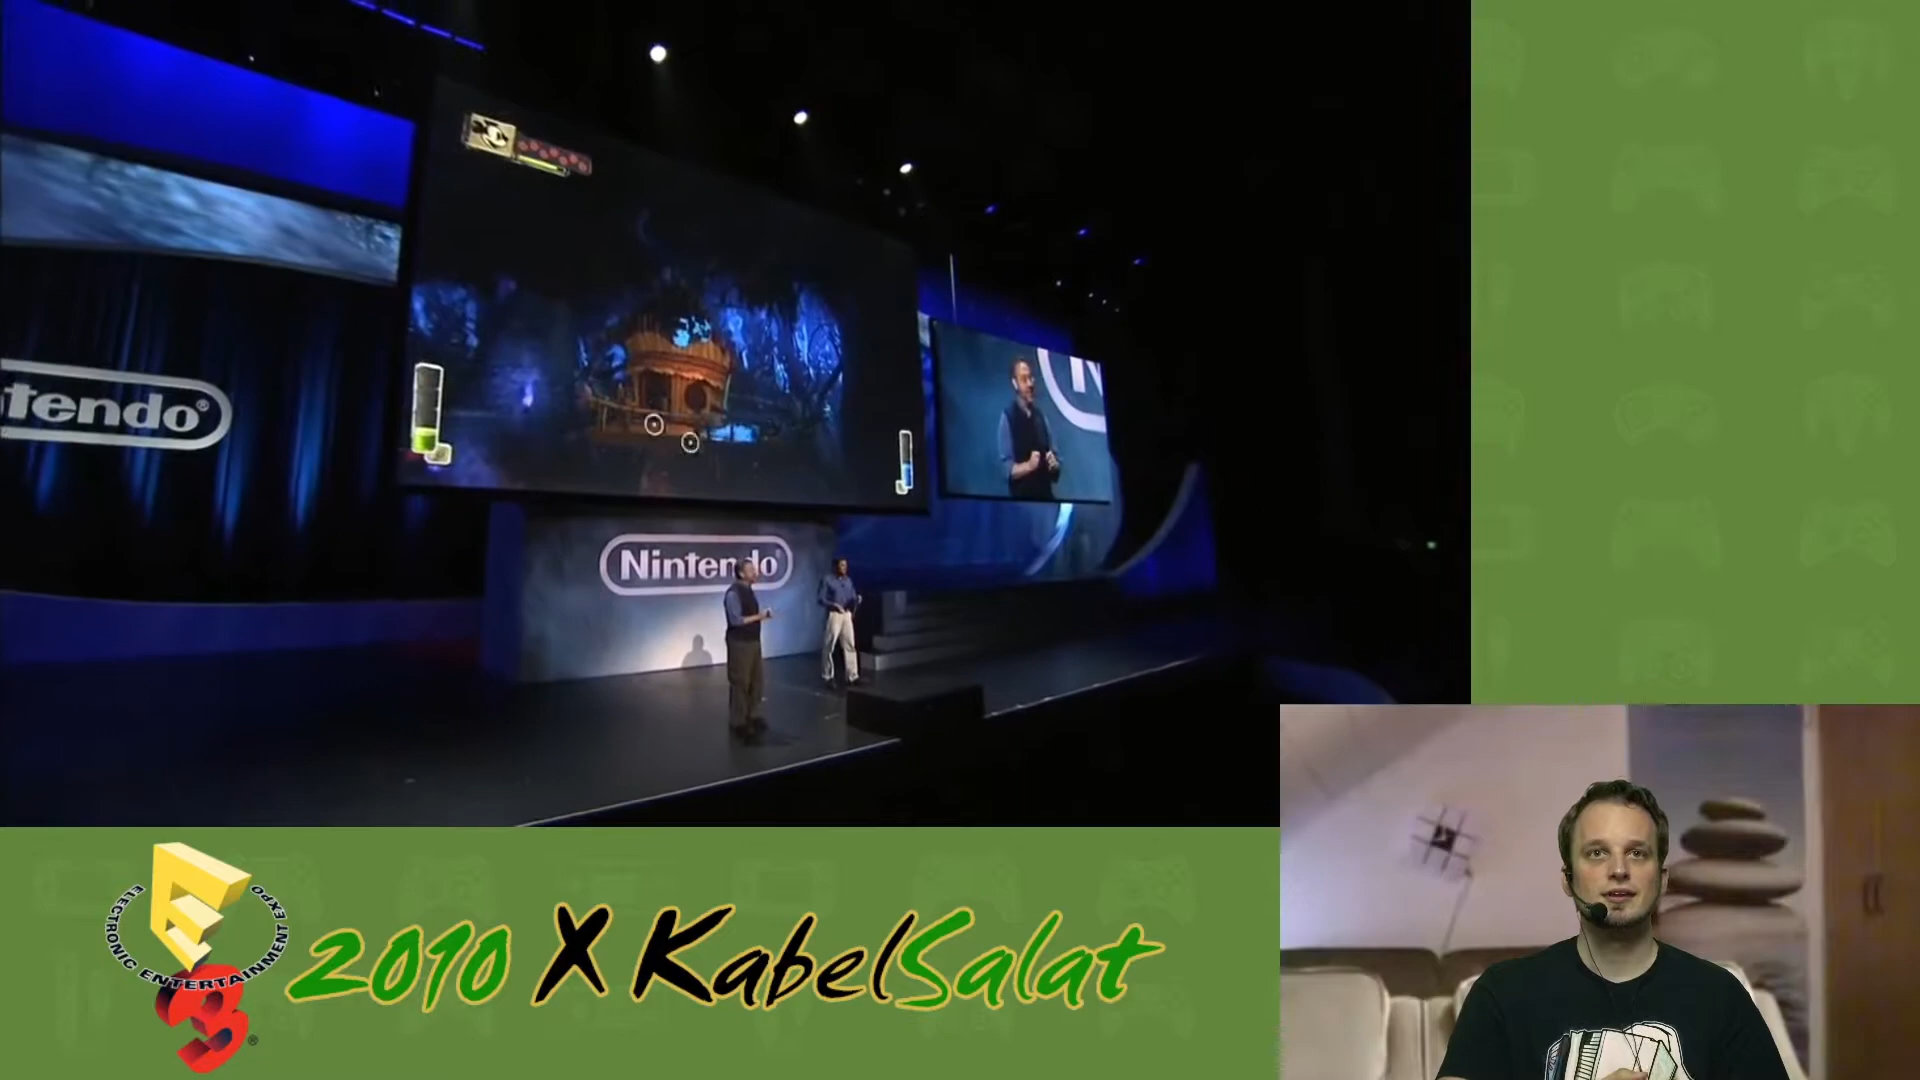 ntendo®
Nintendo®
N
ELECTRONIC ENTERTAINMENT EXPO
E3®
2010 X KabelSalat